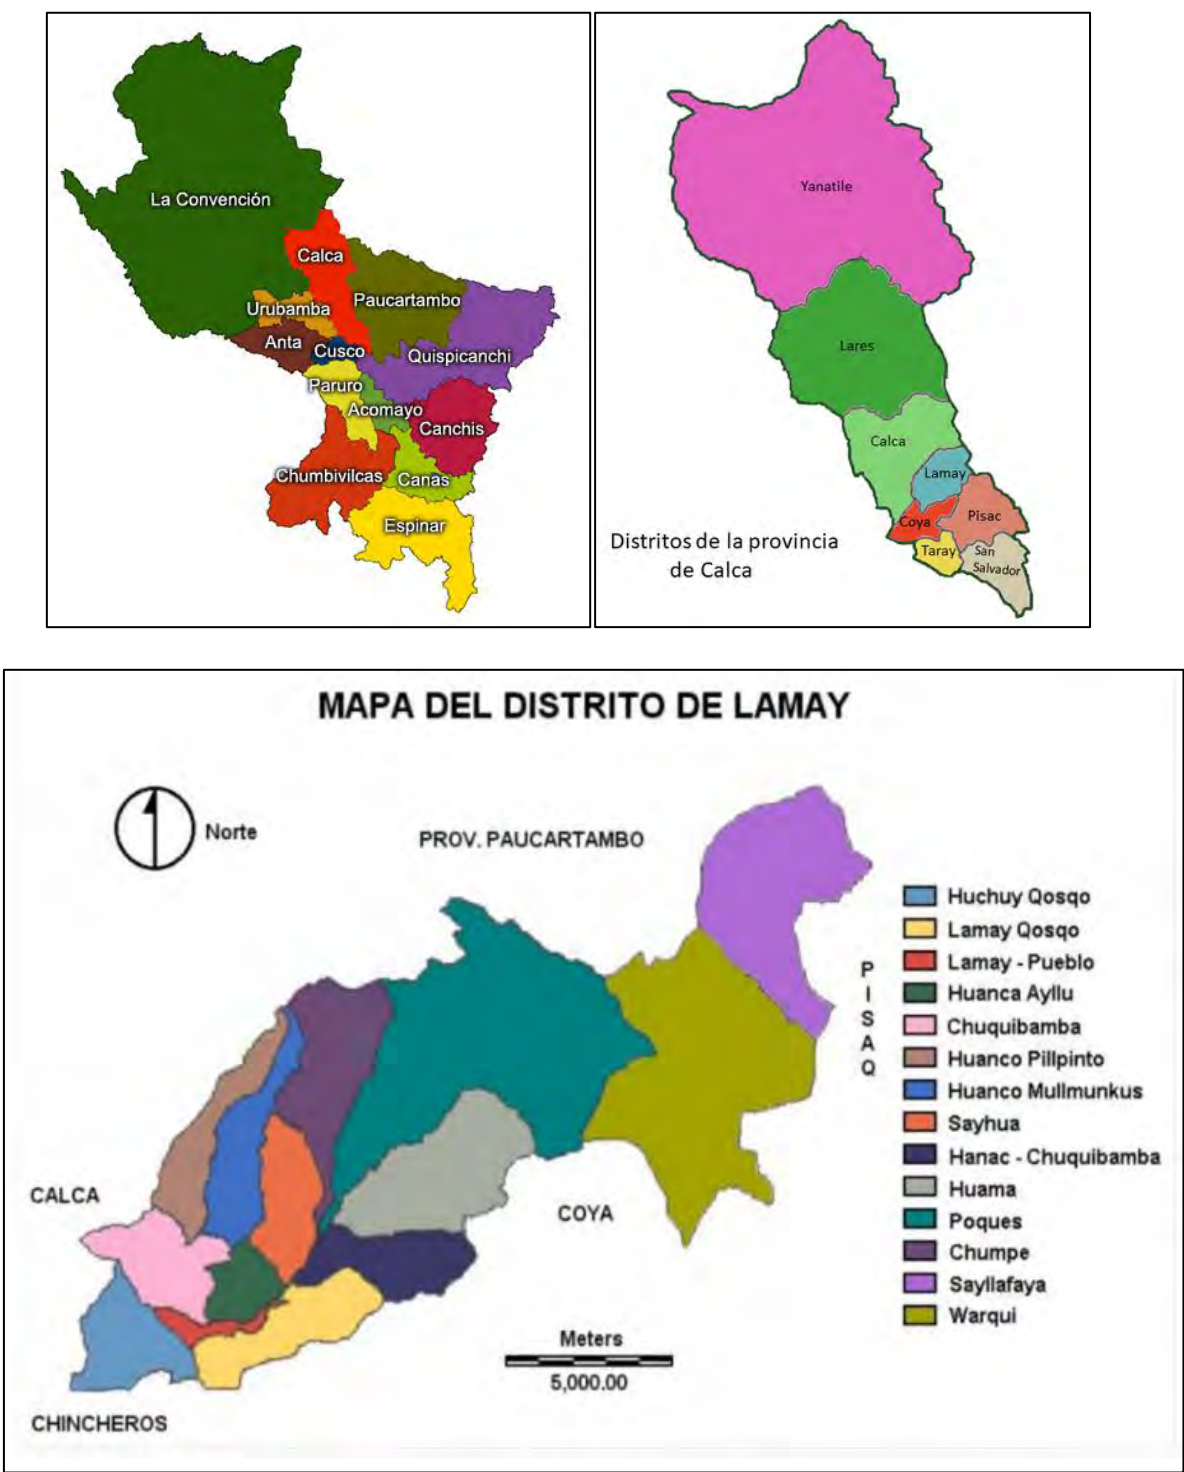 La Convención
Calca
Paucartambo
Urubamba
Anta
Cusco
Quispicanchi
Paruro
Acomayo
Canchis
Chumbivilcas
Canas
Espinar
Yanatile
Lares
Calca
Lamay
Coya
Pisac
Taray
San
Salvador
Distritos de la provincia
de Calca
MAPA DEL DISTRITO DE LAMAY
Norte
PROV. PAUCARTAMBO
PISAQ
CALCA
COYA
CHINCHEROS
Huchuy Qosqo
Lamay Qosqo
Lamay - Pueblo
Huanca Ayllu
Chuquibamba
Huanco Pillpinto
Huanco Mullmunkus
Sayhua
Hanac - Chuquibamba
Huama
Poques
Chumpe
Sayllafaya
Warqui
Meters
5,000.00